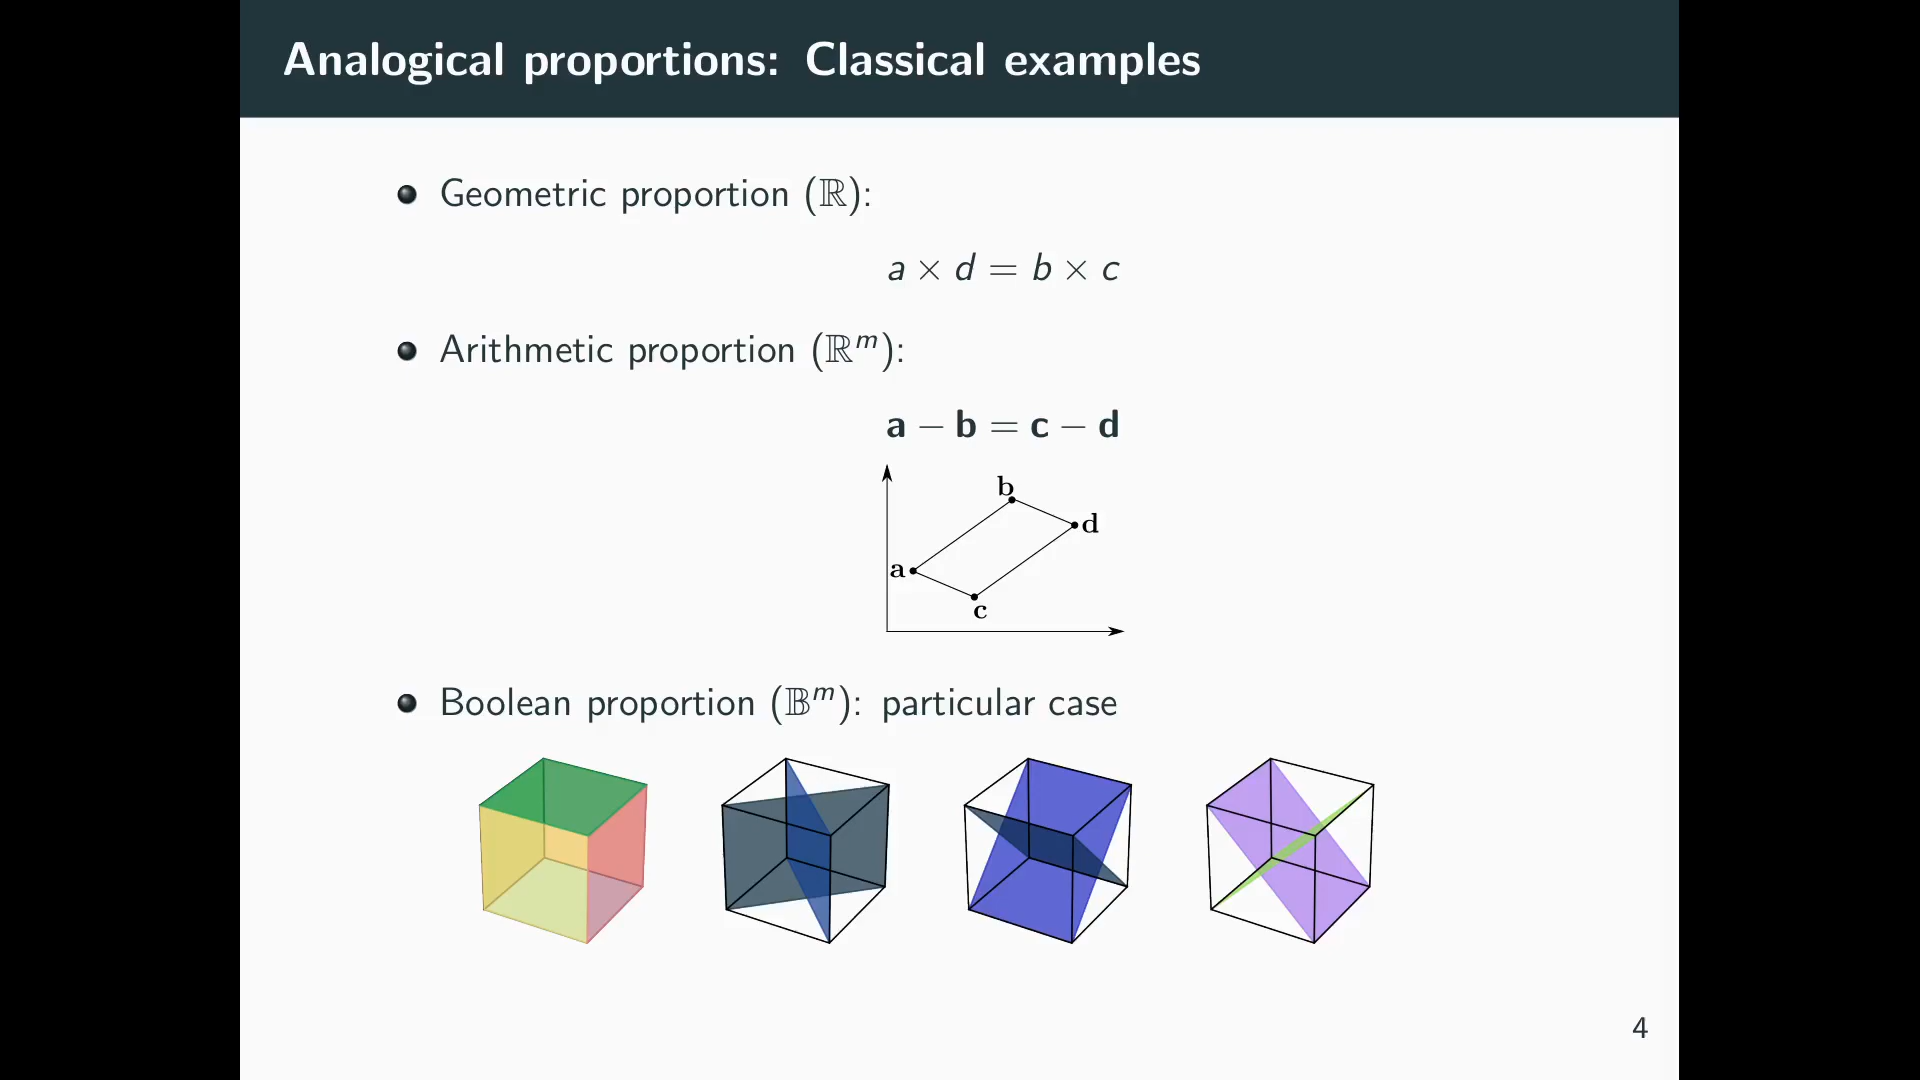 Analogical proportions: Classical examples
Geometric proportion (ℝ):
a × d = b × c
Arithmetic proportion (ℝᵐ):
a − b = c − d
b
d
a
c
Boolean proportion (𝔹ᵐ): particular case
4